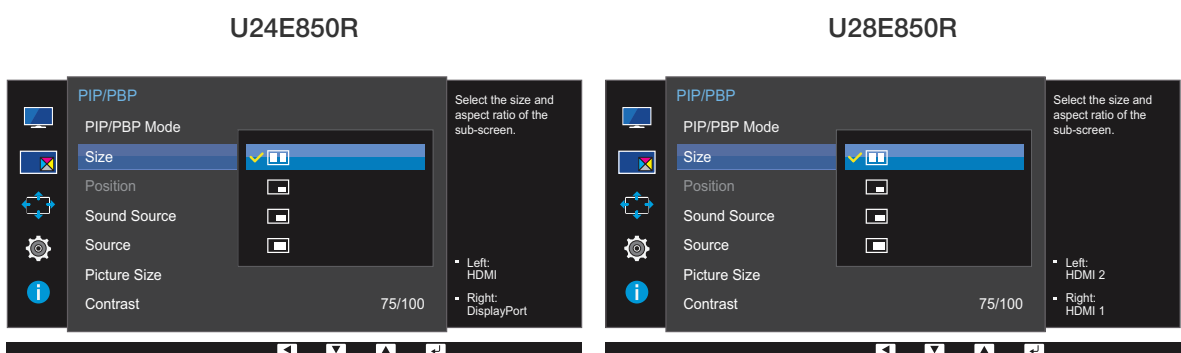 U24E850R
PIP/PBP
PIP/PBP Mode
Size
Position
Sound Source
Source
Picture Size
Contrast 75/100
Select the size and
aspect ratio of the
sub-screen.
Left:
HDMI
Right:
DisplayPort
U28E850R
PIP/PBP
PIP/PBP Mode
Size
Position
Sound Source
Source
Picture Size
Contrast 75/100
Select the size and
aspect ratio of the
sub-screen.
Left:
HDMI 2
Right:
HDMI 1